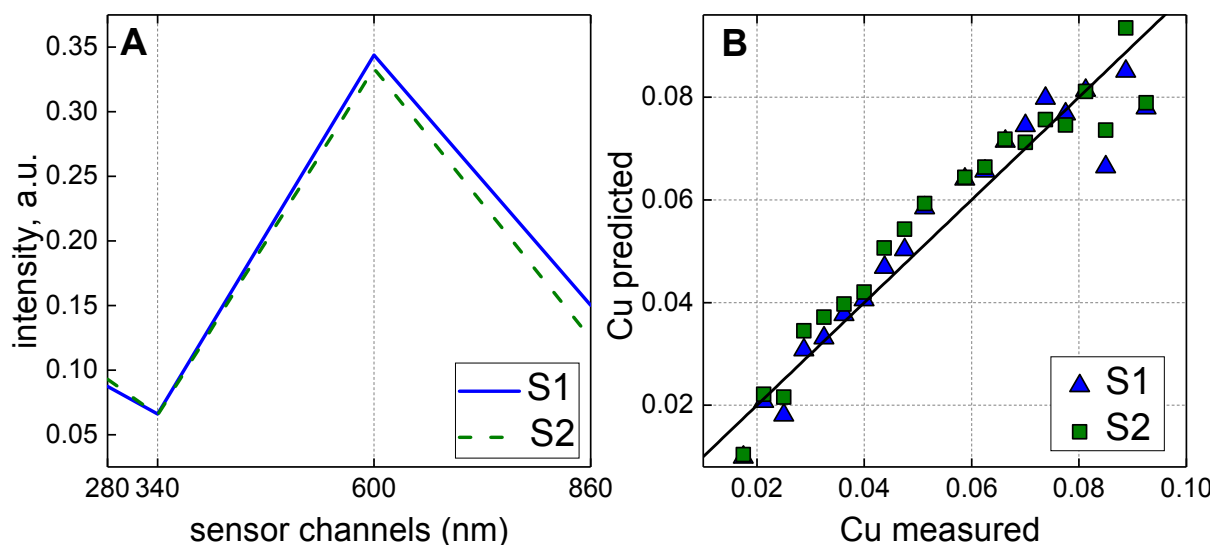 A
intensity, a.u.
0.35
0.30
0.25
0.20
0.15
0.10
0.05
280 340 600 860
sensor channels (nm)
S1
S2
B
Cu predicted
0.08
0.06
0.04
0.02
0.02 0.04 0.06 0.08 0.10
Cu measured
S1
S2